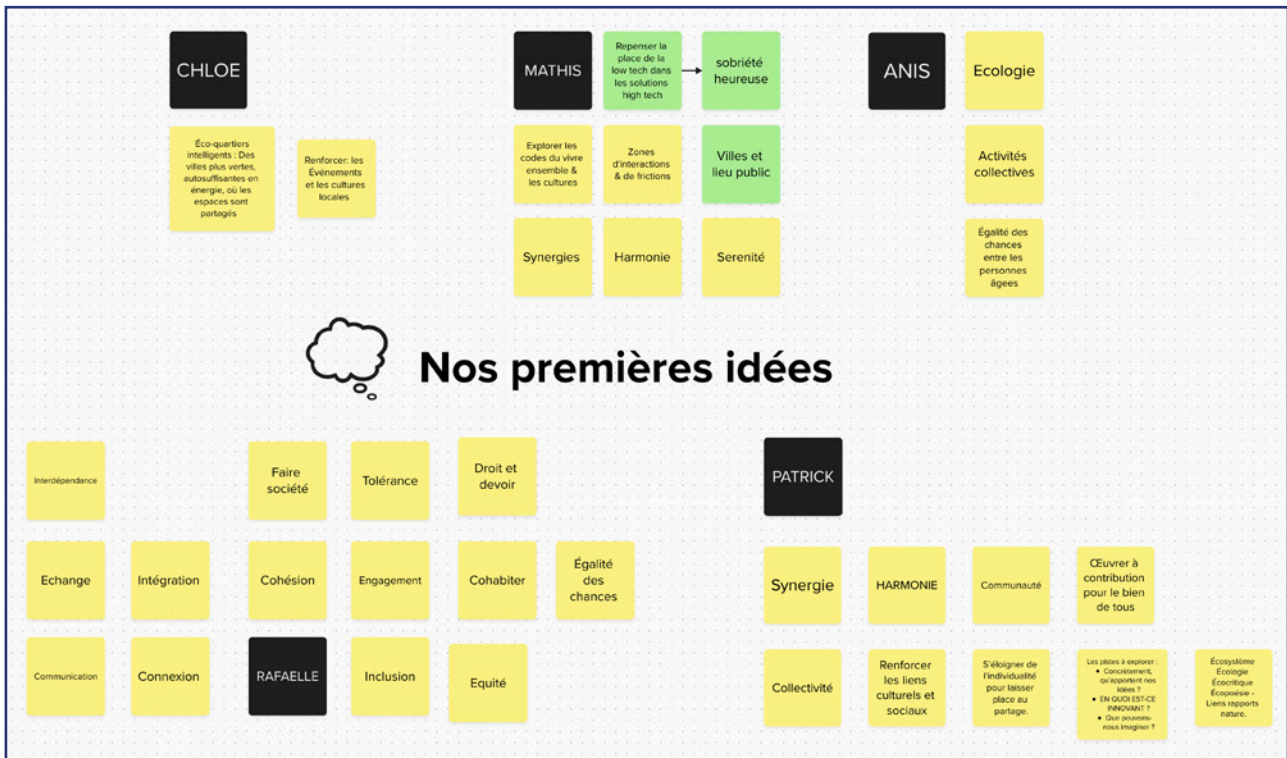 CHLOE
Éco-quartiers
intelligents : Des
villes plus vertes,
autosuffisantes en
énergie, où les
espaces sont
partagés
Renforcer: les
Événements
et les cultures
locales
MATHIS
Repenser la
place de la
low tech dans
les solutions
high tech
sobriété
heureuse
Explorer les
codes du vivre
ensemble &
les cultures
Zones
d'interactions
& de frictions
Villes et
lieu public
Synergies
Harmonie
Serenité
ANIS
Ecologie
Activités
collectives
Égalité des
chances
entre les
personnes
âgees
Nos premières idées
Interdépendance
Faire
société
Tolérance
Droit et
devoir
Echange
Intégration
Cohésion
Engagement
Cohabiter
Égalité
des
chances
Communication
Connexion
RAFAELLE
Inclusion
Equité
PATRICK
Synergie
HARMONIE
Communauté
Œuvrer à
contribution
pour le bien
de tous
Collectivité
Renforcer
les liens
culturels et
sociaux
S'éloigner de
l'individualité
pour laisser
place au
partage.
Les pistes à explorer :
• Concrètement,
qu'apportent nos
idées ?
• EN QUOI EST-CE
INNOVANT ?
• Que pouvons-
nous imaginer ?
Écosystème
Écologie
Écocritique
Écopoésie -
Liens rapports
nature.